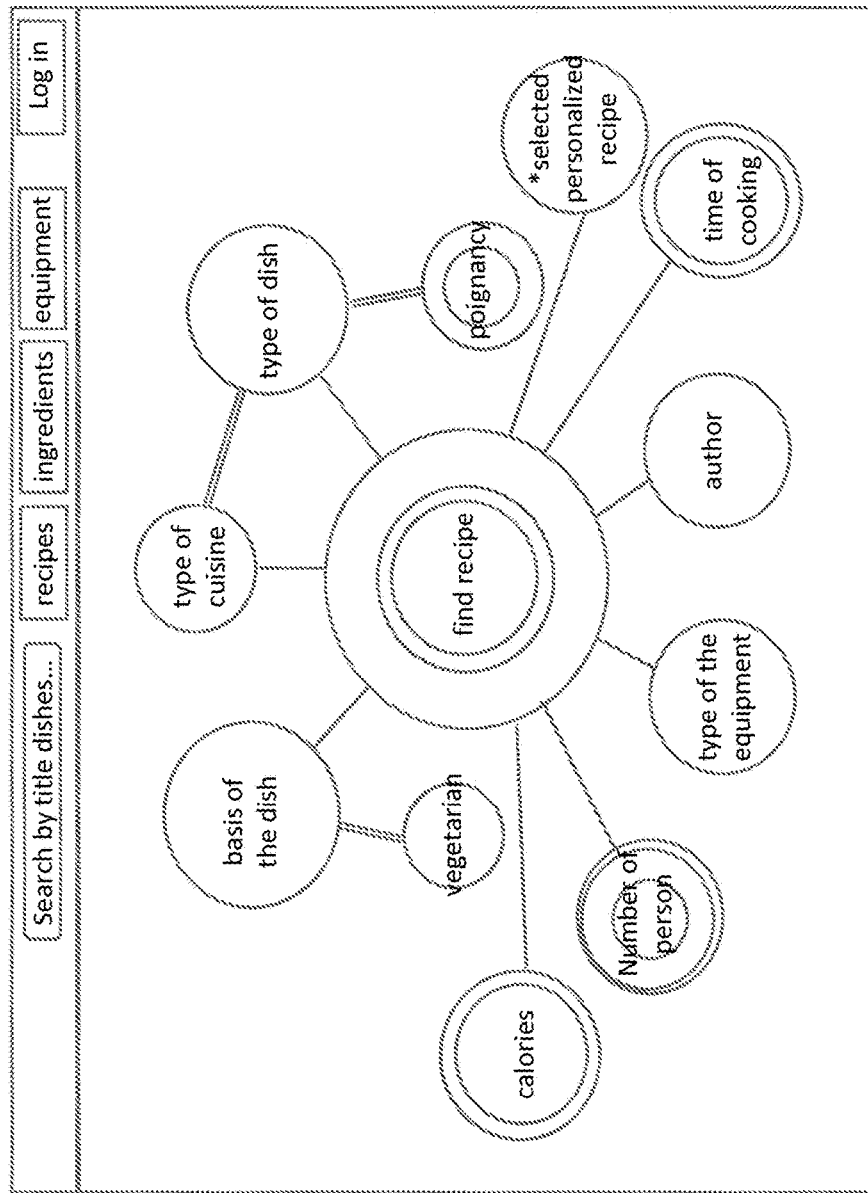 Search by title dishes...
recipes
ingredients
equipment
Log in
basis of
the dish
type of
cuisine
type of dish
vegetarian
poignancy
find recipe
calories
*selected
personalized
recipe
Number of
person
type of the
equipment
author
time of
cooking